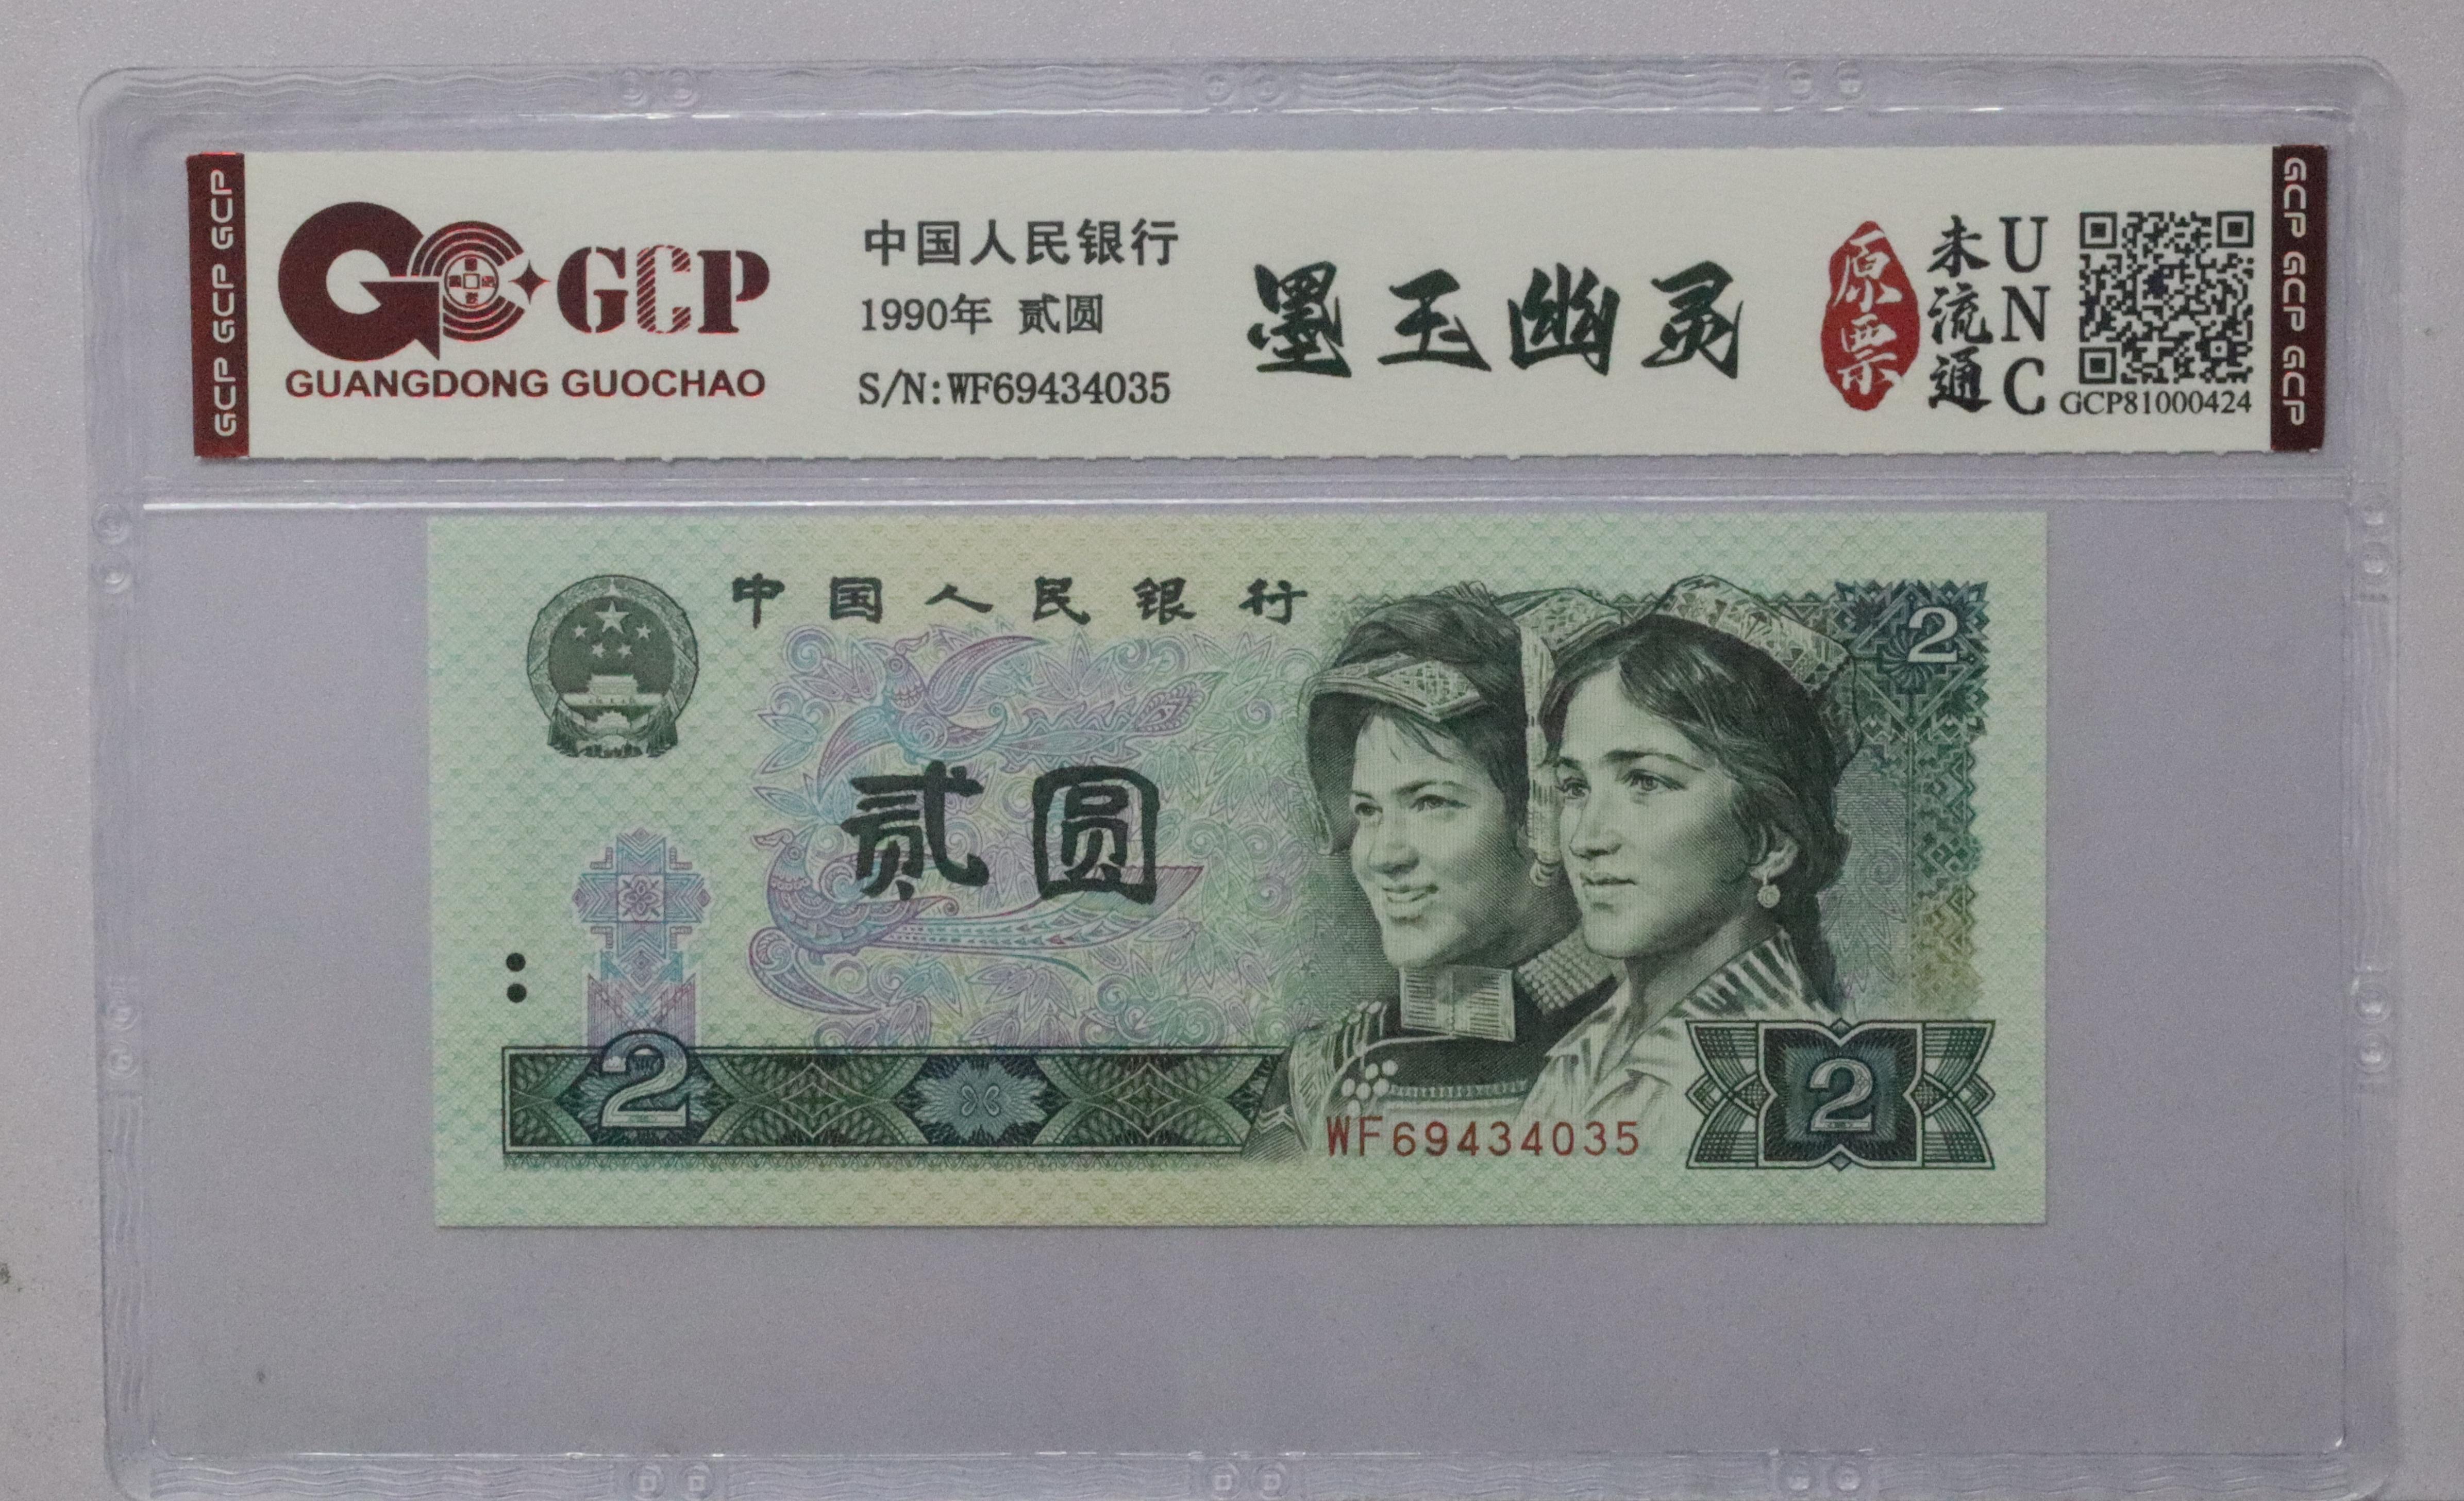 GCP GCP GCP
GCP
GUANGDONG GUOCHAO
中国人民银行
1990年 贰圆
S/N:WF69434035
墨玉幽灵
原票
未流通
UNC
GCP81000424
GCP GCP GCP
中国人民银行
2
贰圆
2
WF69434035
2